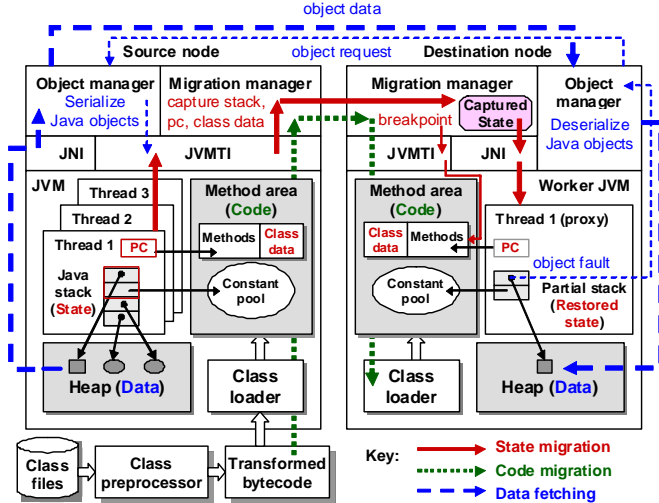 object data
Source node
object request
Destination node
Object manager
Serialize
Java objects
Migration manager
capture stack,
pc, class data
Migration manager
breakpoint
Captured
State
Object
manager
Deserialize
Java objects
JNI
JVMTI
JVMTI
JNI
JVM
Thread 3
Thread 2
Thread 1
PC
Java
stack
(State)
Method area
(Code)
Methods
Class
data
Constant
pool
Heap (Data)
Class
loader
Method area
(Code)
Class
data
Methods
Constant
pool
Class
loader
Worker JVM
Thread 1 (proxy)
PC
object fault
Partial stack
(Restored
state)
Heap (Data)
Class
files
Class
preprocessor
Transformed
bytecode
Key:
State migration
Code migration
Data fetching